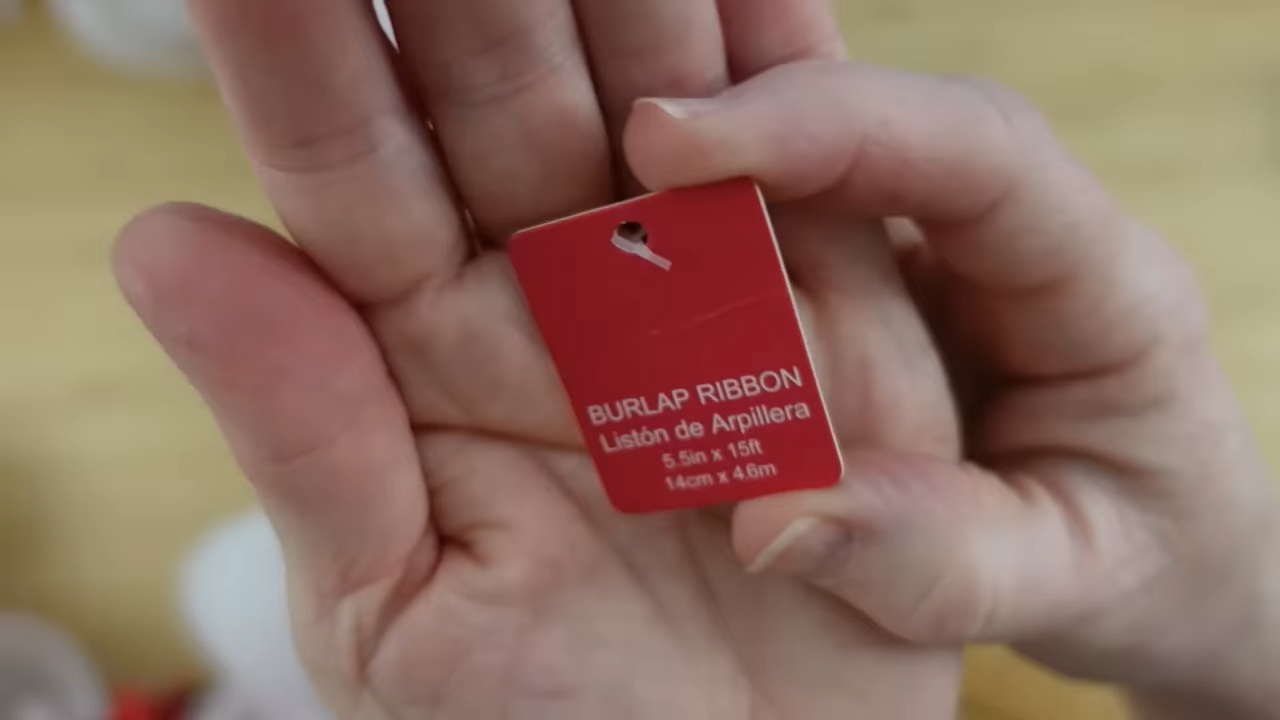 BURLAP RIBBON
Listón de Arpillera
5.5in x 15ft
14cm x 4.6m